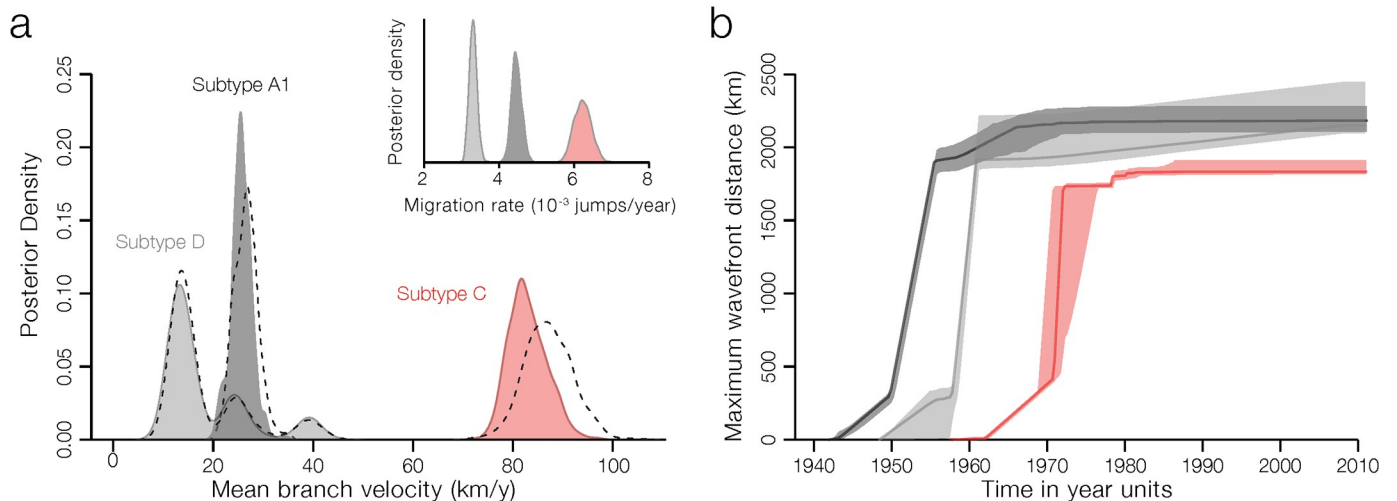 a
Posterior Density
0.00
0.05
0.10
0.15
0.20
0.25
Subtype D
Subtype A1
Subtype C
0
20
40
60
80
100
Mean branch velocity (km/y)
Posterior density
2
4
6
8
Migration rate (10⁻³ jumps/year)
b
Maximum wavefront distance (km)
0
500
1000
1500
2000
2500
1940
1950
1960
1970
1980
1990
2000
2010
Time in year units